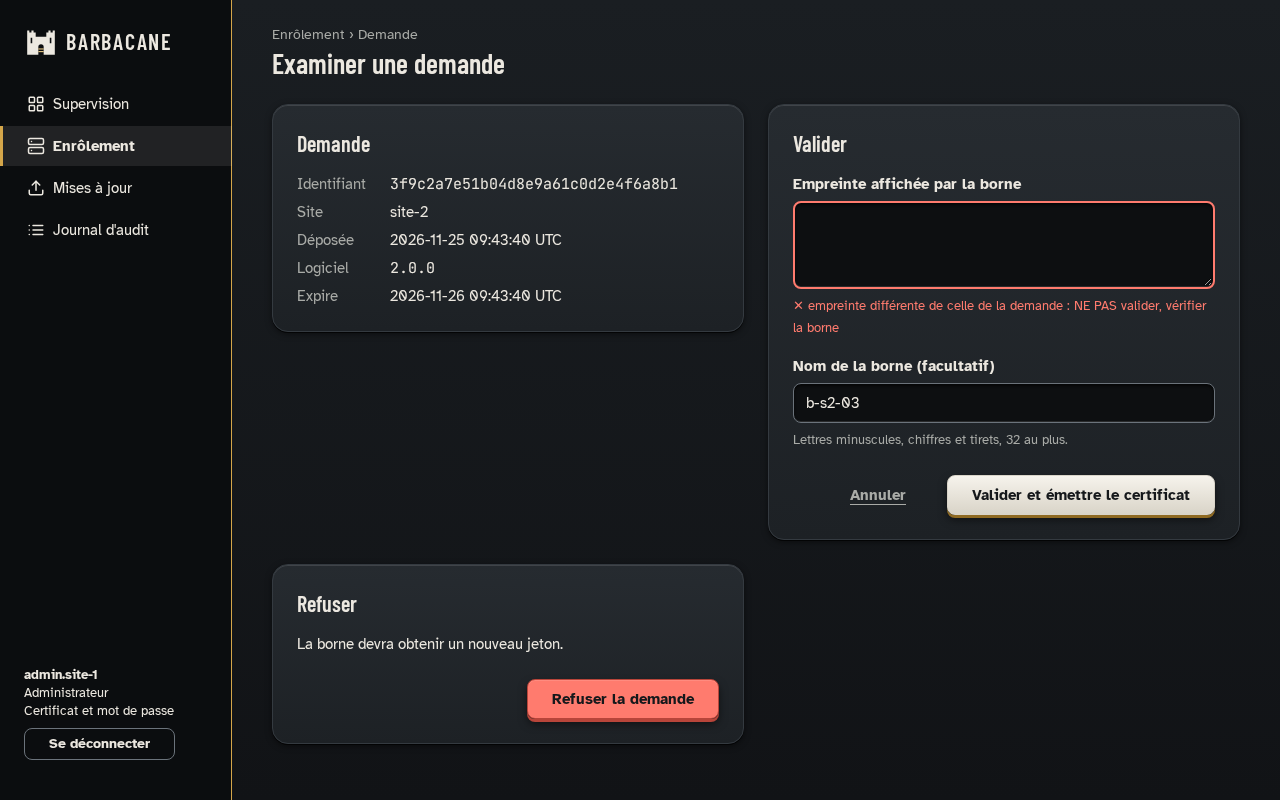 BARBACANE
Supervision
Enrôlement
Mises à jour
Journal d'audit
admin.site-1
Administrateur
Certificat et mot de passe
Se déconnecter
Enrôlement › Demande
Examiner une demande
Demande
Identifiant 3f9c2a7e51b04d8e9a61c0d2e4f6a8b1
Site site-2
Déposée 2026-11-25 09:43:40 UTC
Logiciel 2.0.0
Expire 2026-11-26 09:43:40 UTC
Valider
Empreinte affichée par la borne
✕ empreinte différente de celle de la demande : NE PAS valider, vérifier
la borne
Nom de la borne (facultatif)
b-s2-03
Lettres minuscules, chiffres et tirets, 32 au plus.
Annuler Valider et émettre le certificat
Refuser
La borne devra obtenir un nouveau jeton.
Refuser la demande